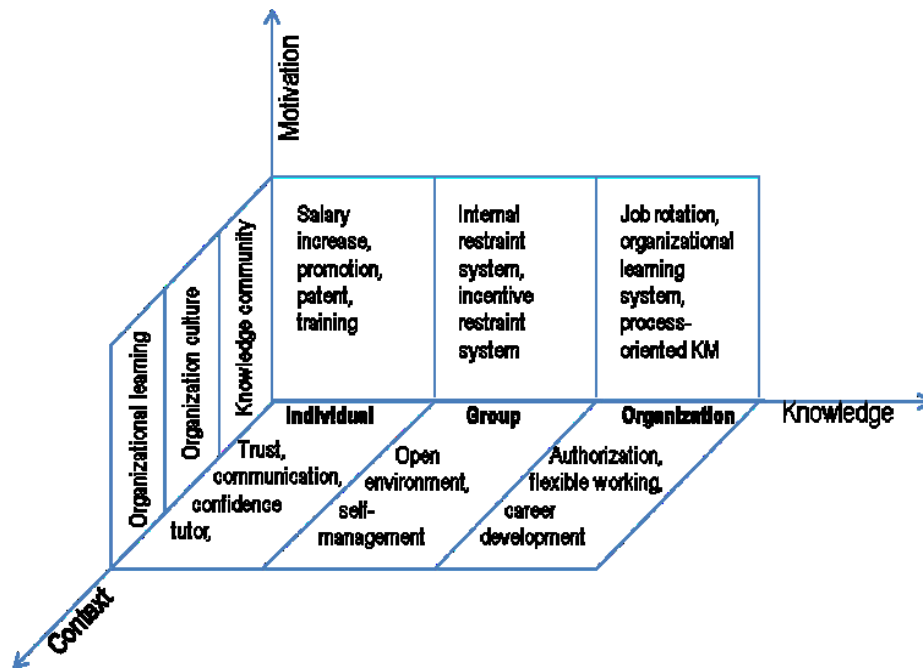 Motivation
Salary
increase,
promotion,
patent,
training
Internal
restraint
system,
incentive
restraint
system
Job rotation,
organizational
learning
system,
process-
oriented KM
Organizational learning
Organization culture
Knowledge community
Individual
Group
Organization
Knowledge
Trust,
communication,
confidence
tutor,
Open
environment,
self-
management
Authorization,
flexible working,
career
development
Context